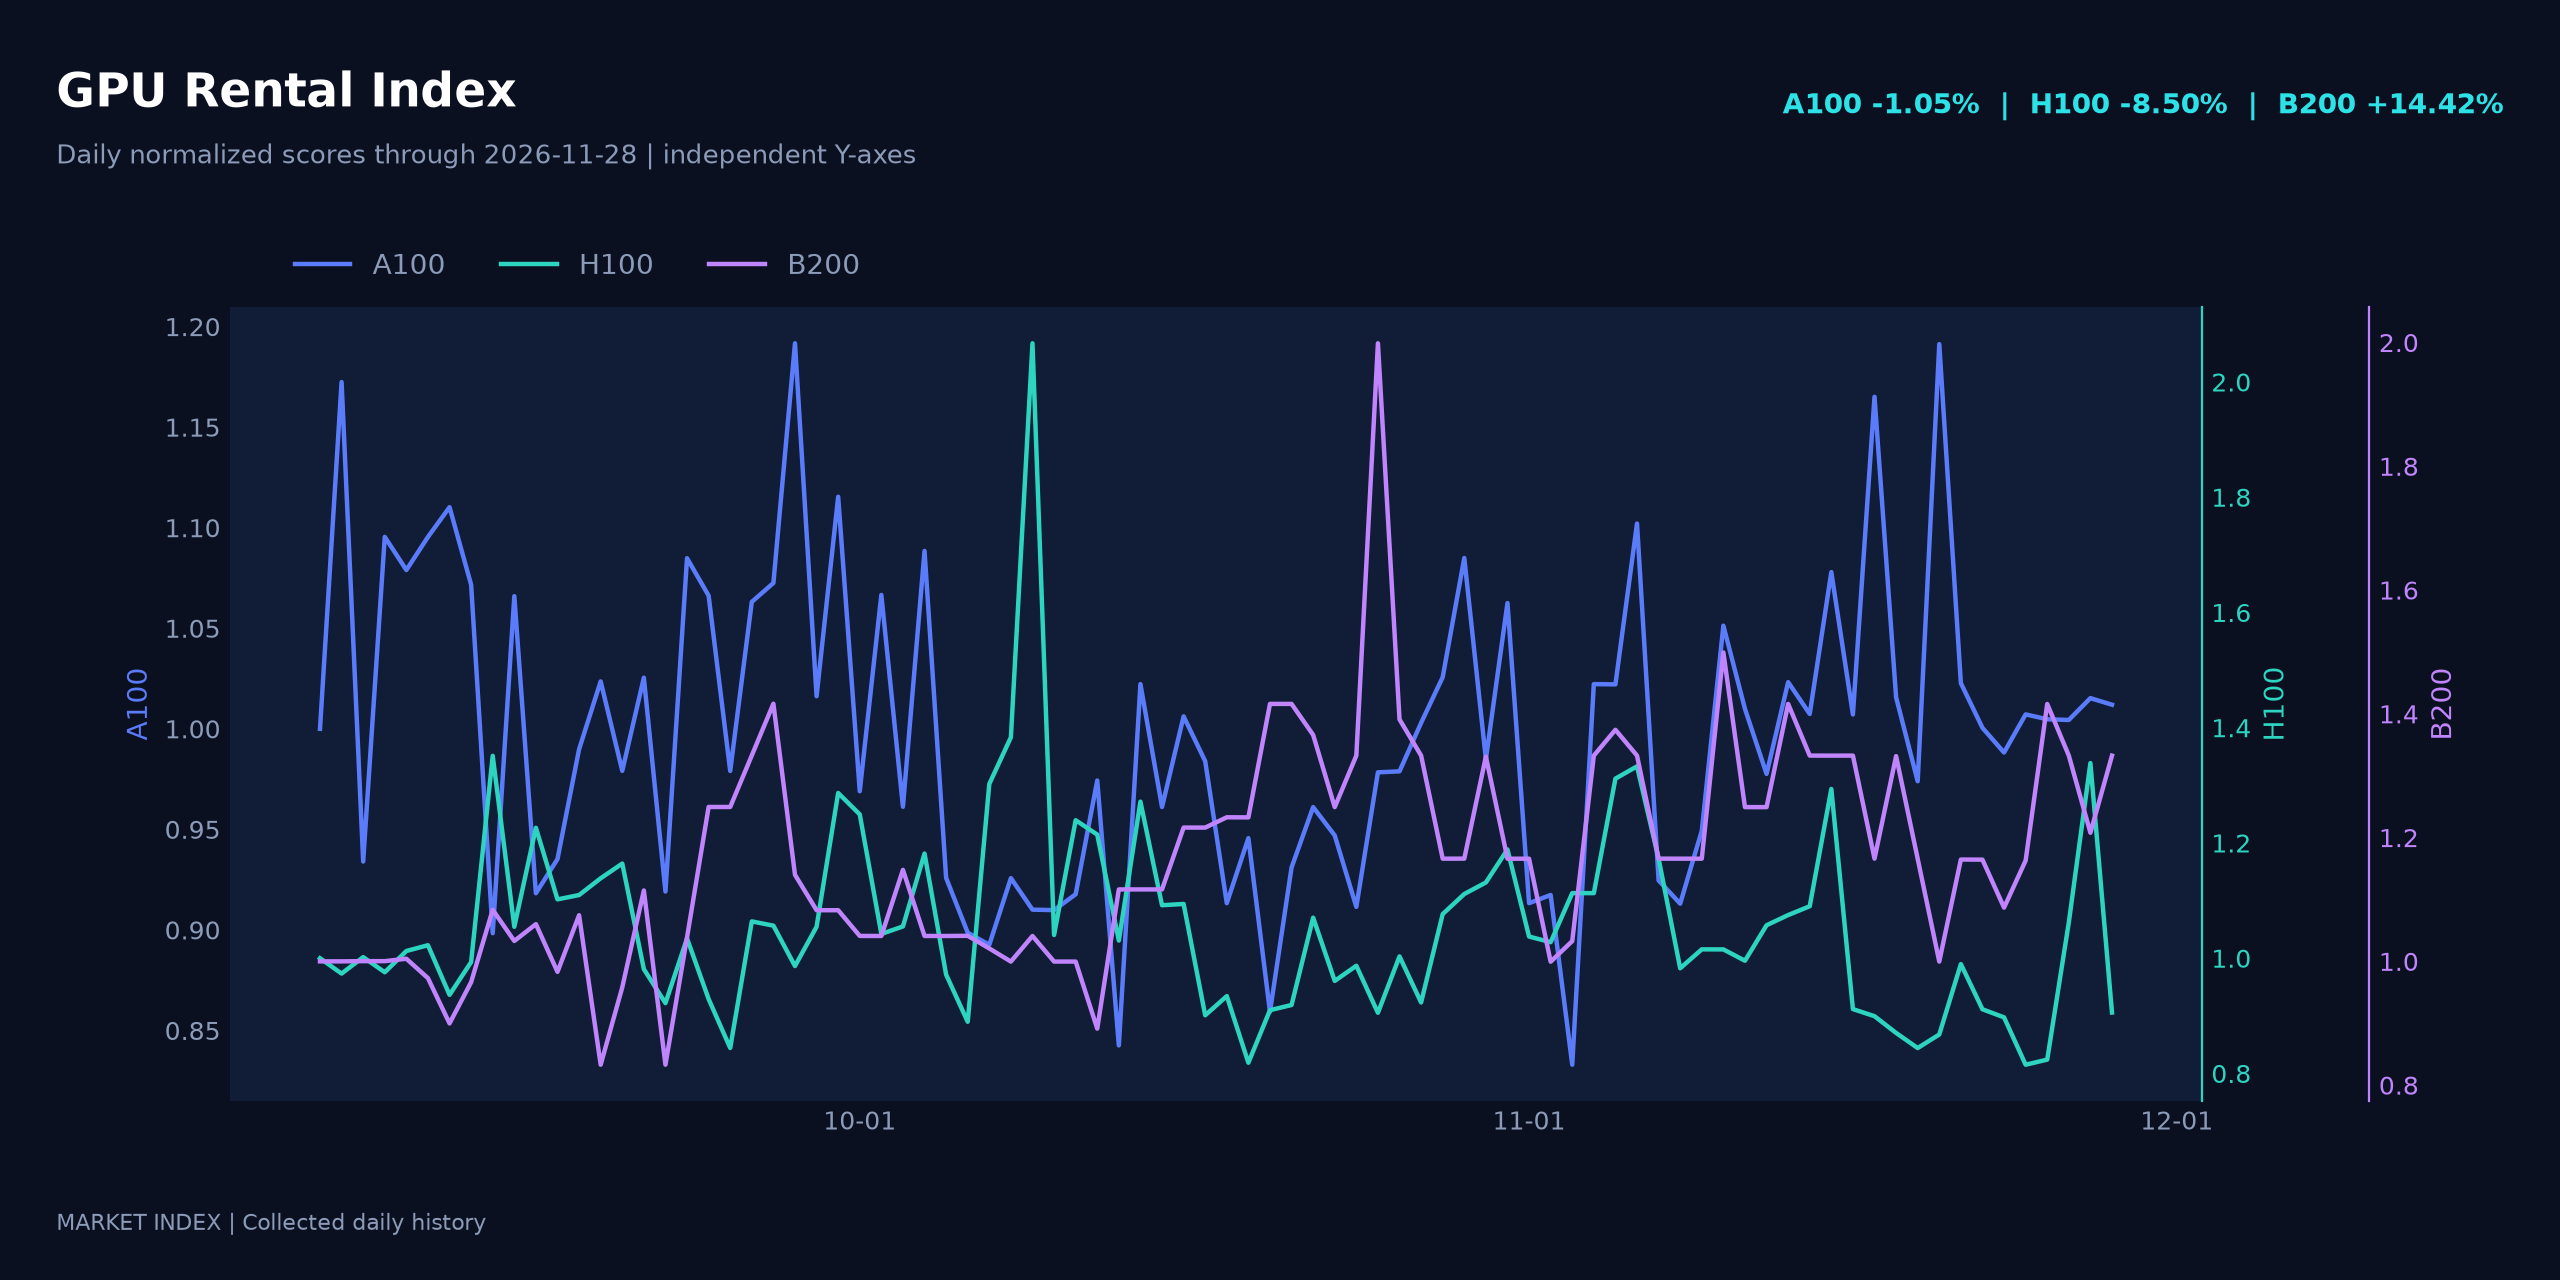 GPU Rental Index
A100 -1.05% | H100 -8.50% | B200 +14.42%
Daily normalized scores through 2026-11-28 | independent Y-axes
A100 H100 B200
1.20
1.15
1.10
1.05
1.00
0.95
0.90
0.85
A100
2.0
1.8
1.6
1.4
1.2
1.0
0.8
H100
2.0
1.8
1.6
1.4
1.2
1.0
0.8
B200
10-01 11-01 12-01
MARKET INDEX | Collected daily history